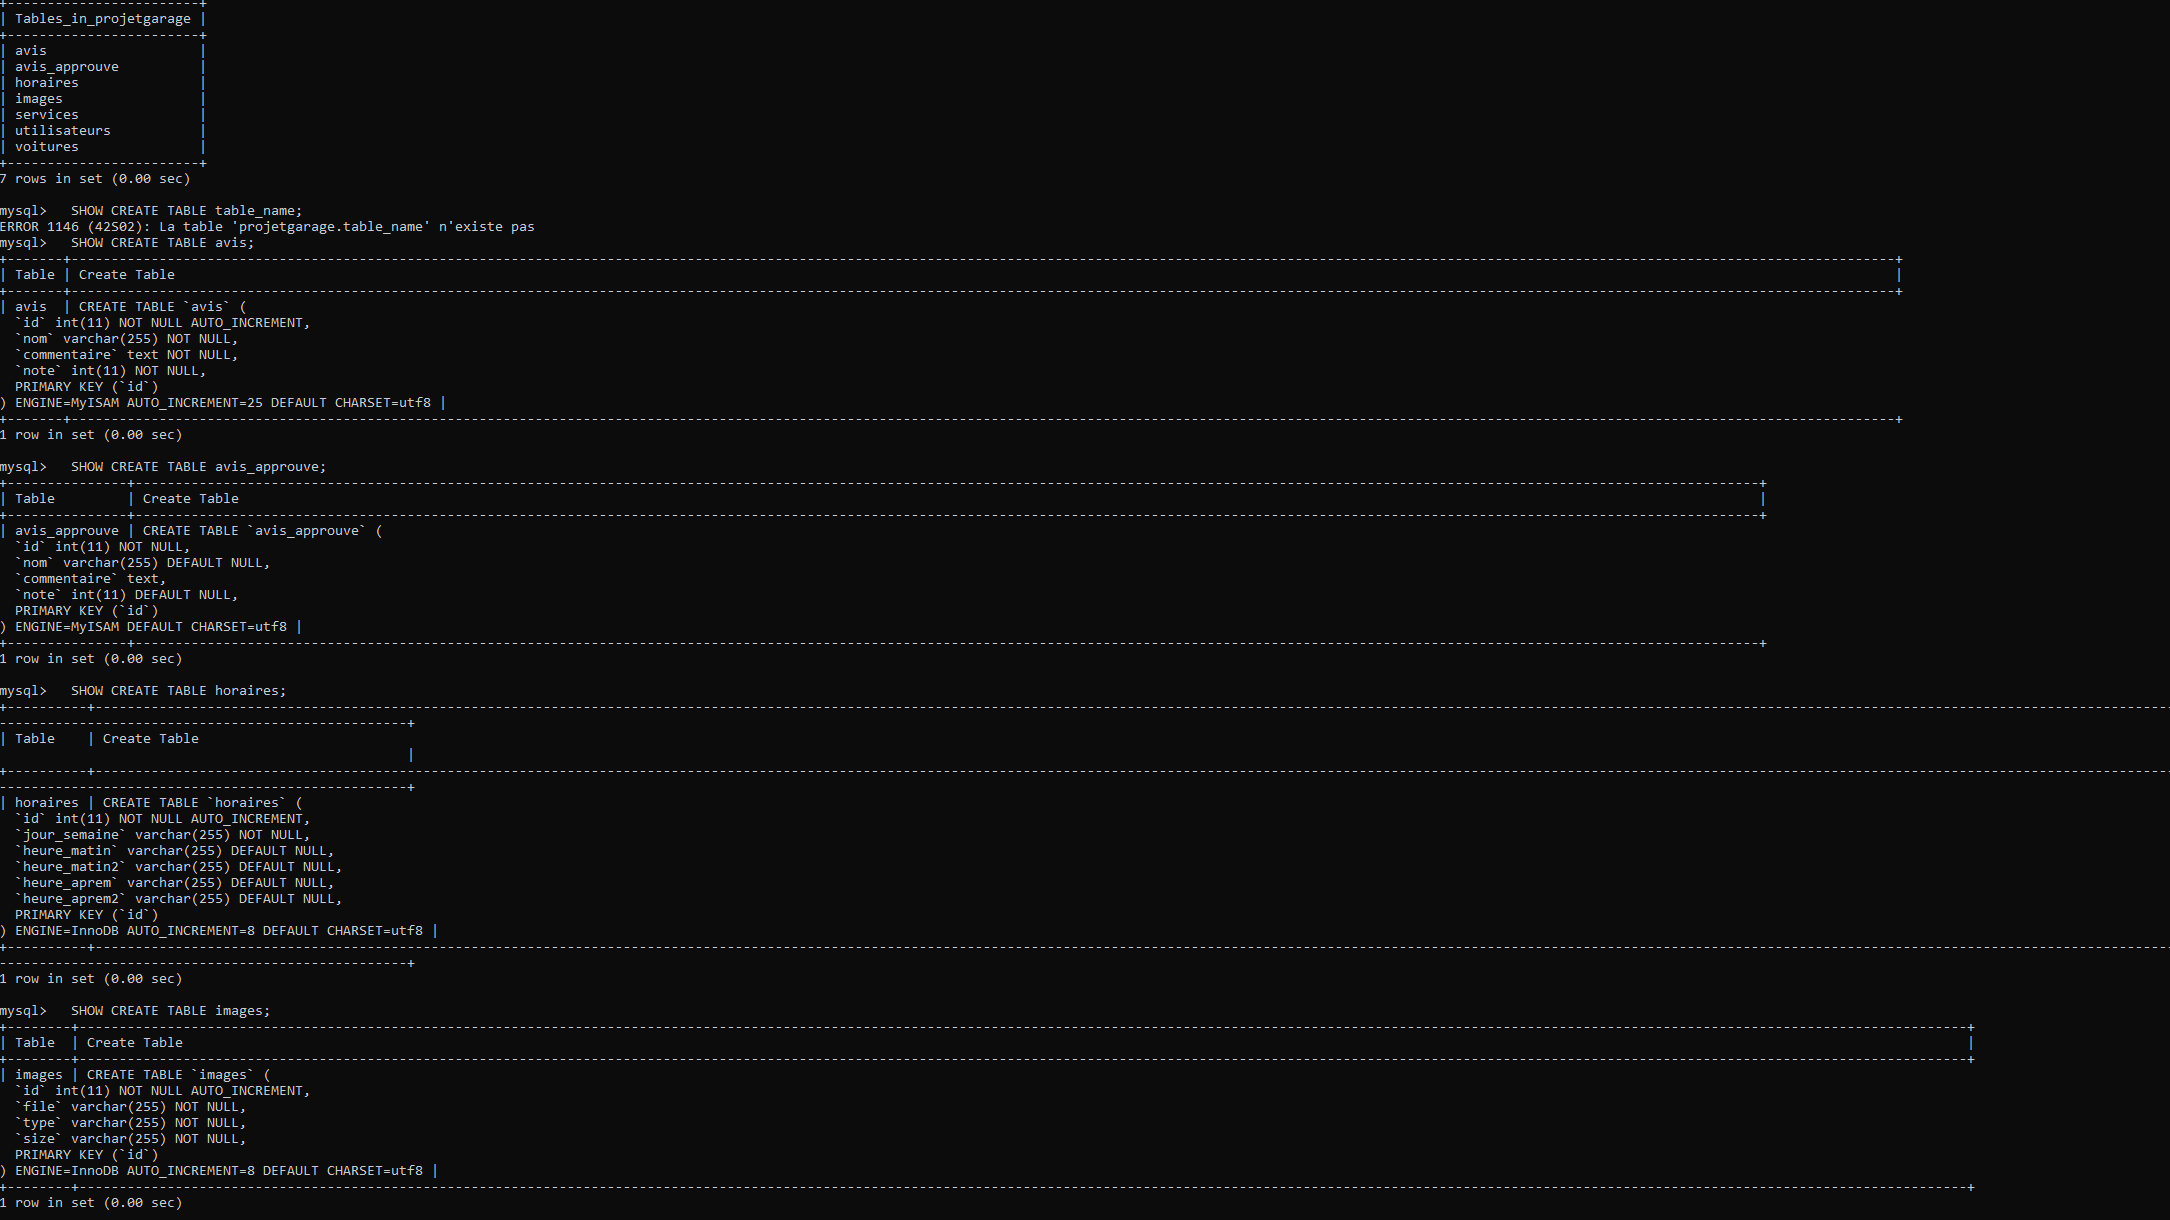 +------------------------+
| Tables_in_projetgarage |
+------------------------+
| avis                   |
| avis_approuve          |
| horaires               |
| images                 |
| services               |
| utilisateurs           |
| voitures               |
+------------------------+
7 rows in set (0.00 sec)

mysql>   SHOW CREATE TABLE table_name;
ERROR 1146 (42S02): La table 'projetgarage.table_name' n'existe pas
mysql>   SHOW CREATE TABLE avis;
| Table | Create Table |
| avis  | CREATE TABLE `avis` (
  `id` int(11) NOT NULL AUTO_INCREMENT,
  `nom` varchar(255) NOT NULL,
  `commentaire` text NOT NULL,
  `note` int(11) NOT NULL,
  PRIMARY KEY (`id`)
) ENGINE=MyISAM AUTO_INCREMENT=25 DEFAULT CHARSET=utf8 |
1 row in set (0.00 sec)

mysql>   SHOW CREATE TABLE avis_approuve;
| Table         | Create Table |
| avis_approuve | CREATE TABLE `avis_approuve` (
  `id` int(11) NOT NULL,
  `nom` varchar(255) DEFAULT NULL,
  `commentaire` text,
  `note` int(11) DEFAULT NULL,
  PRIMARY KEY (`id`)
) ENGINE=MyISAM DEFAULT CHARSET=utf8 |
1 row in set (0.00 sec)

mysql>   SHOW CREATE TABLE horaires;
| Table    | Create Table
|
| horaires | CREATE TABLE `horaires` (
  `id` int(11) NOT NULL AUTO_INCREMENT,
  `jour_semaine` varchar(255) NOT NULL,
  `heure_matin` varchar(255) DEFAULT NULL,
  `heure_matin2` varchar(255) DEFAULT NULL,
  `heure_aprem` varchar(255) DEFAULT NULL,
  `heure_aprem2` varchar(255) DEFAULT NULL,
  PRIMARY KEY (`id`)
) ENGINE=InnoDB AUTO_INCREMENT=8 DEFAULT CHARSET=utf8 |
1 row in set (0.00 sec)

mysql>   SHOW CREATE TABLE images;
| Table  | Create Table |
| images | CREATE TABLE `images` (
  `id` int(11) NOT NULL AUTO_INCREMENT,
  `file` varchar(255) NOT NULL,
  `type` varchar(255) NOT NULL,
  `size` varchar(255) NOT NULL,
  PRIMARY KEY (`id`)
) ENGINE=InnoDB AUTO_INCREMENT=8 DEFAULT CHARSET=utf8 |
1 row in set (0.00 sec)